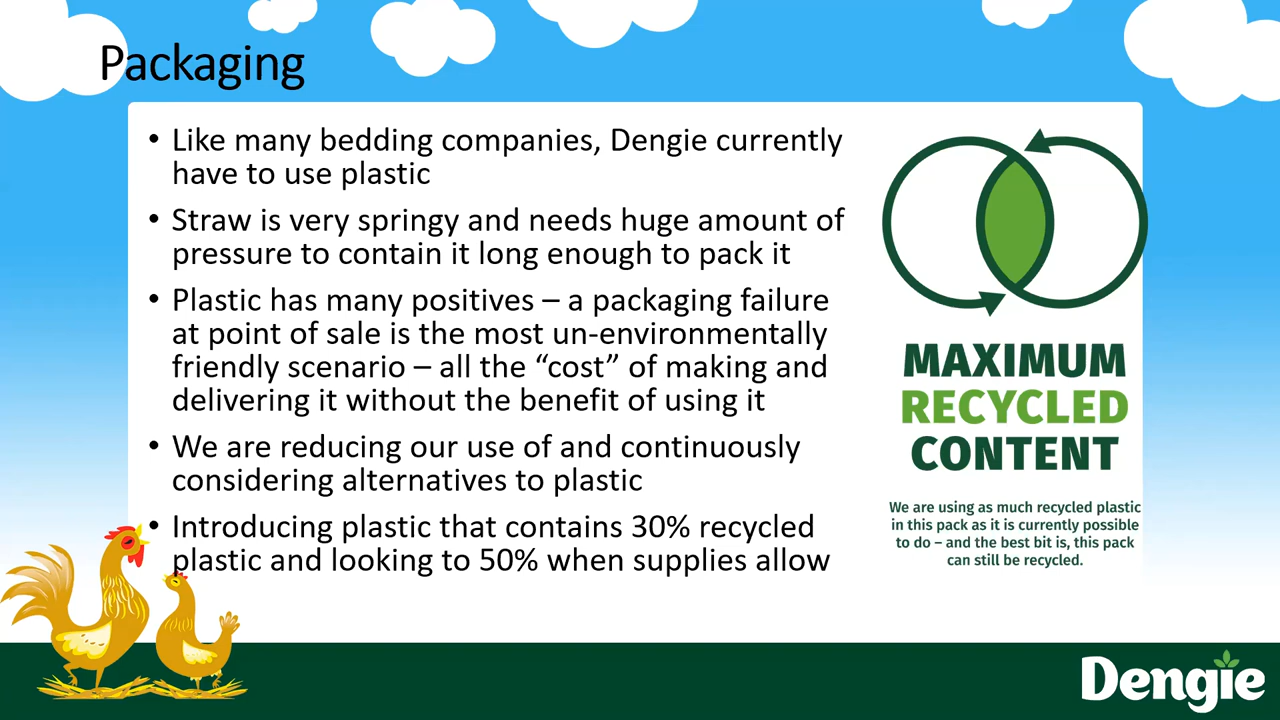 Packaging
• Like many bedding companies, Dengie currently
have to use plastic
• Straw is very springy and needs huge amount of
pressure to contain it long enough to pack it
• Plastic has many positives – a packaging failure
at point of sale is the most un-environmentally
friendly scenario – all the “cost” of making and
delivering it without the benefit of using it
• We are reducing our use of and continuously
considering alternatives to plastic
• Introducing plastic that contains 30% recycled
plastic and looking to 50% when supplies allow
MAXIMUM
RECYCLED
CONTENT
We are using as much recycled plastic
in this pack as it is currently possible
to do – and the best bit is, this pack
can still be recycled.
Dengie